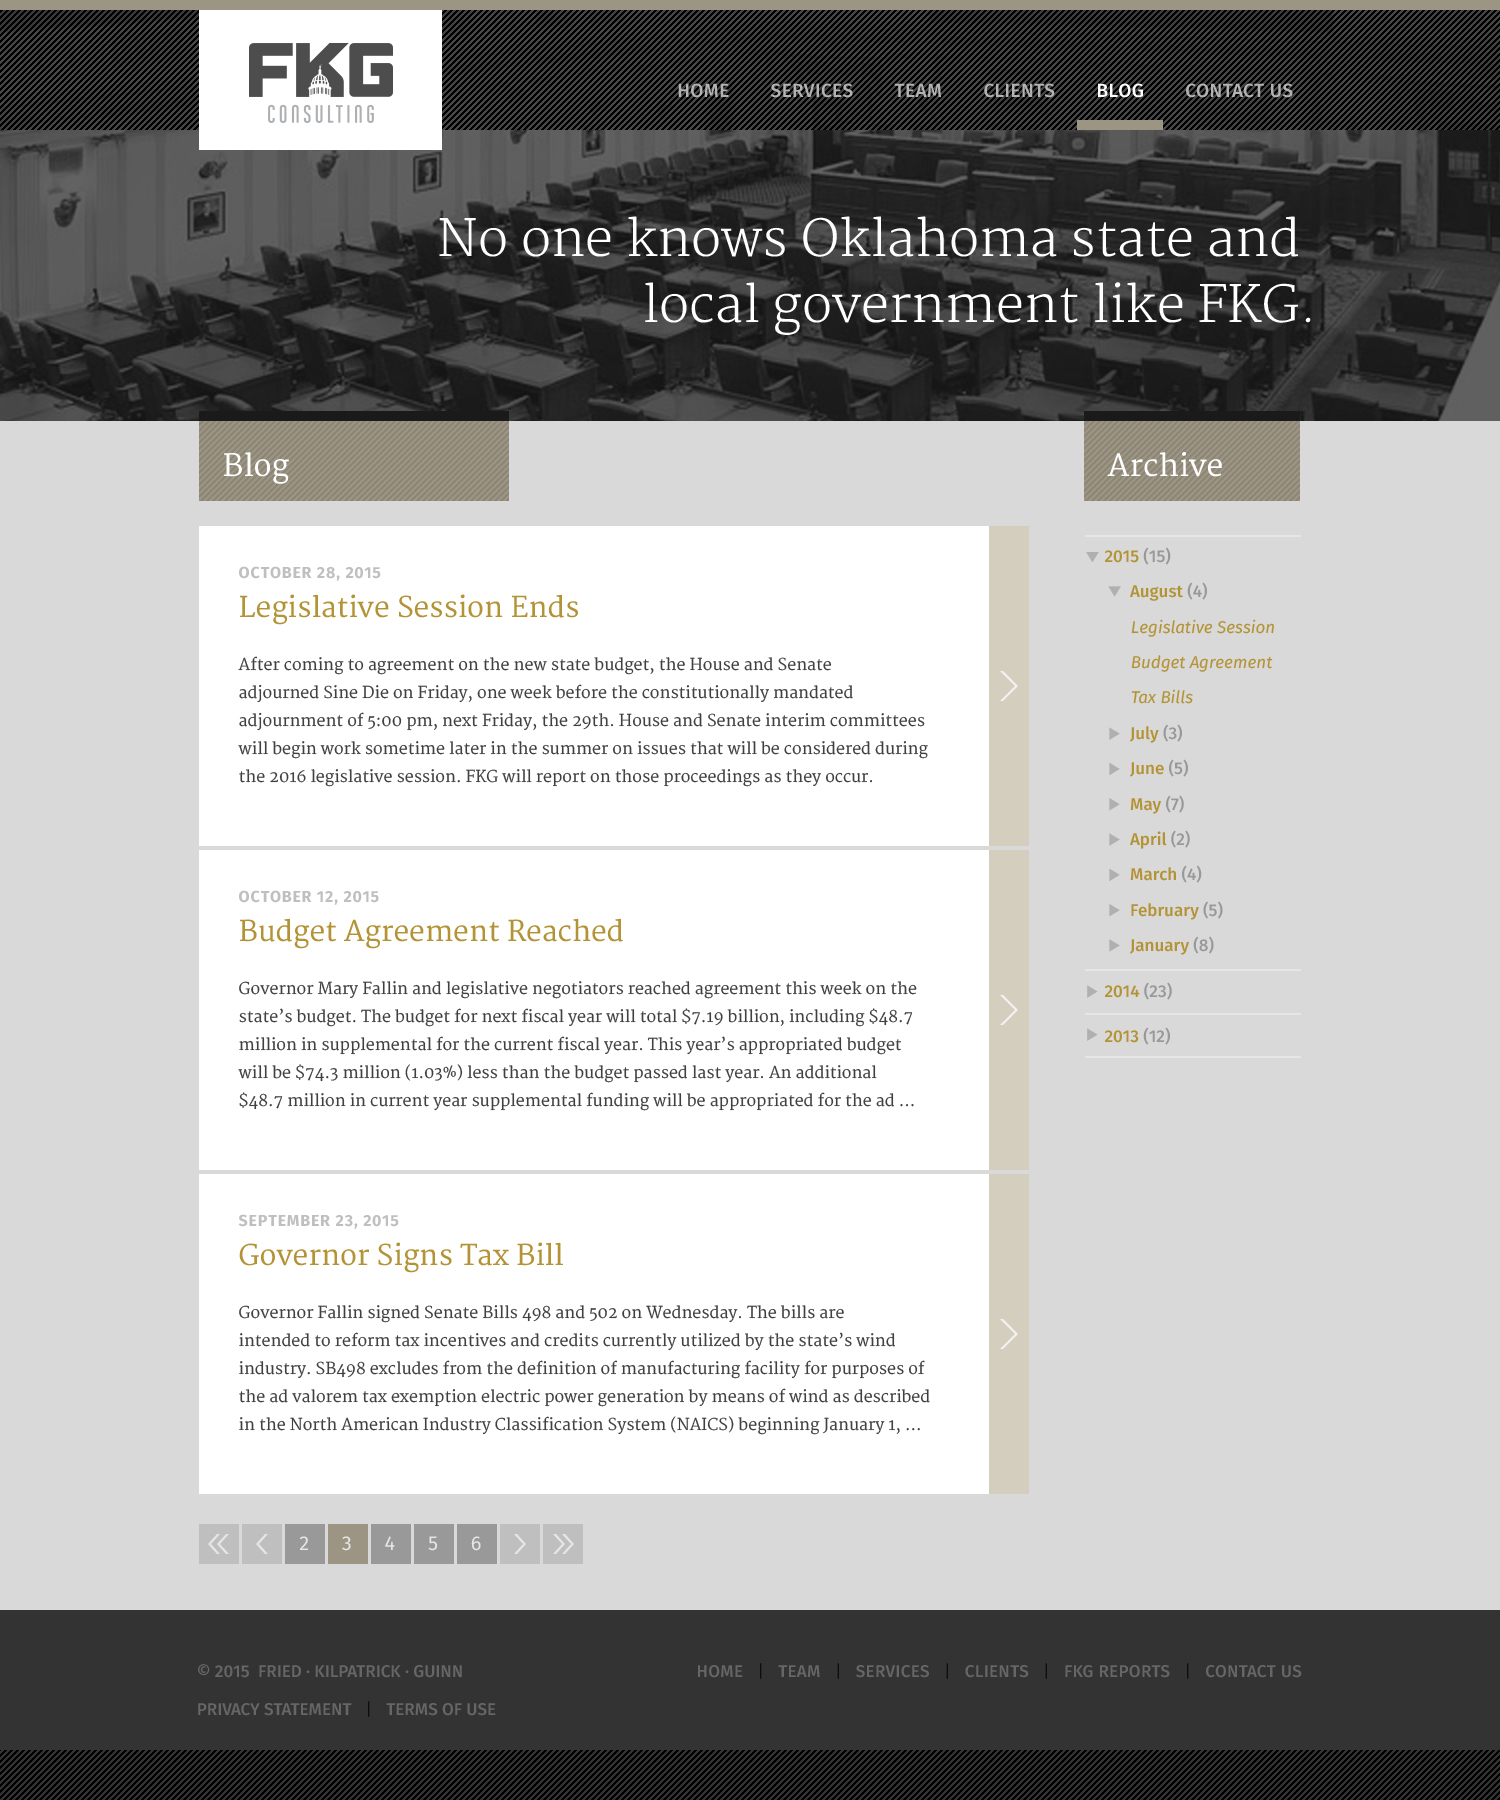 FKG
CONSULTING
HOME SERVICES TEAM CLIENTS BLOG CONTACT US
No one knows Oklahoma state and
local government like FKG.
Blog
OCTOBER 28, 2015
Legislative Session Ends
After coming to agreement on the new state budget, the House and Senate
adjourned Sine Die on Friday, one week before the constitutionally mandated
adjournment of 5:00 pm, next Friday, the 29th. House and Senate interim committees
will begin work sometime later in the summer on issues that will be considered during
the 2016 legislative session. FKG will report on those proceedings as they occur.
OCTOBER 12, 2015
Budget Agreement Reached
Governor Mary Fallin and legislative negotiators reached agreement this week on the
state’s budget. The budget for next fiscal year will total $7.19 billion, including $48.7
million in supplemental for the current fiscal year. This year’s appropriated budget
will be $74.3 million (1.03%) less than the budget passed last year. An additional
$48.7 million in current year supplemental funding will be appropriated for the ad ...
SEPTEMBER 23, 2015
Governor Signs Tax Bill
Governor Fallin signed Senate Bills 498 and 502 on Wednesday. The bills are
intended to reform tax incentives and credits currently utilized by the state’s wind
industry. SB498 excludes from the definition of manufacturing facility for purposes of
the ad valorem tax exemption electric power generation by means of wind as described
in the North American Industry Classification System (NAICS) beginning January 1, ...
2 3 4 5 6
Archive
2015 (15)
August (4)
Legislative Session
Budget Agreement
Tax Bills
July (3)
June (5)
May (7)
April (2)
March (4)
February (5)
January (8)
2014 (23)
2013 (12)
© 2015 FRIED · KILPATRICK · GUINN
PRIVACY STATEMENT | TERMS OF USE
HOME | TEAM | SERVICES | CLIENTS | FKG REPORTS | CONTACT US